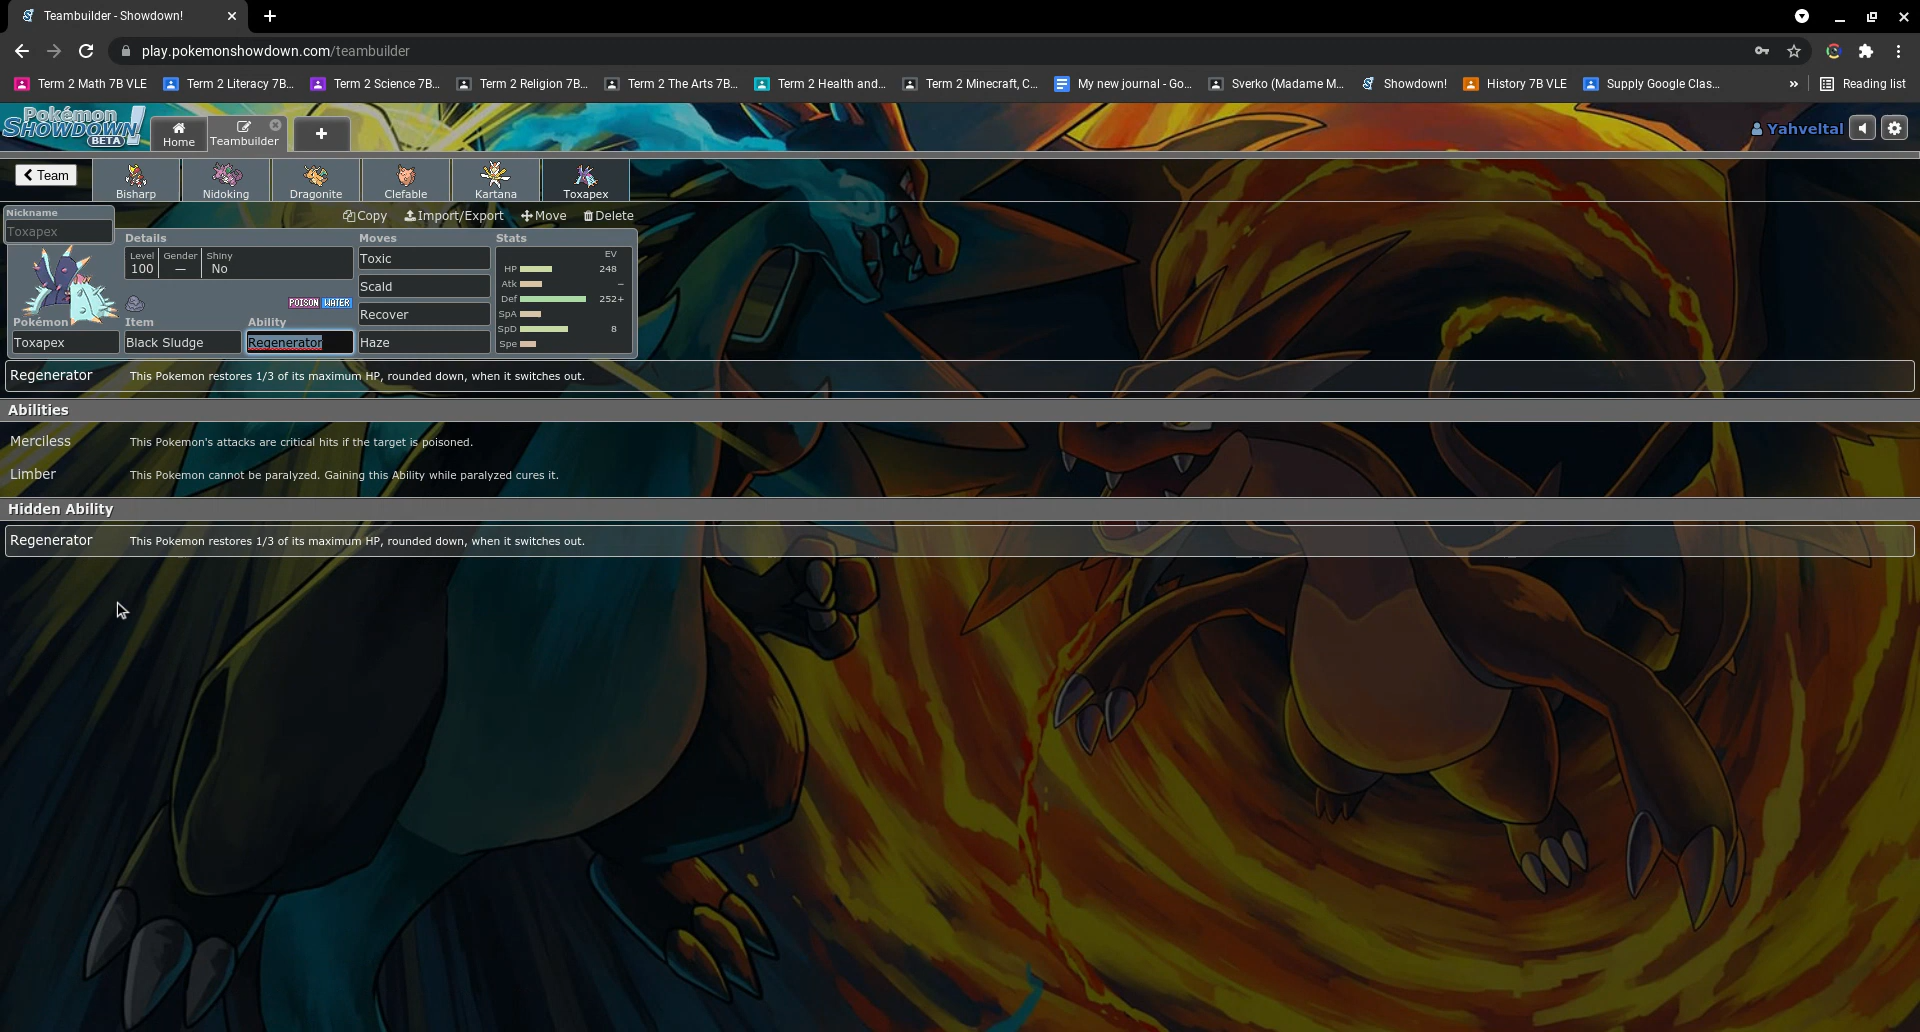 Teambuilder - Showdown!
play.pokemonshowdown.com/teambuilder
Term 2 Math 7B VLE
Term 2 Literacy 7B...
Term 2 Science 7B...
Term 2 Religion 7B...
Term 2 The Arts 7B...
Term 2 Health and...
Term 2 Minecraft, C...
My new journal - Go...
Sverko (Madame M...
Showdown!
History 7B VLE
Supply Google Clas...
»
Reading list
Pokémon
SHOWDOWN!
BETA
Home
Teambuilder
Yahveltal
Team
Bisharp
Nidoking
Dragonite
Clefable
Kartana
Toxapex
Nickname
Toxapex
Copy
Import/Export
Move
Delete
Details
Level
100
Gender
—
Shiny
No
POISON WATER
Pokémon
Toxapex
Item
Black Sludge
Ability
Regenerator
Moves
Toxic
Scald
Recover
Haze
Stats
EV
HP 248
Atk –
Def 252+
SpA
SpD 8
Spe
Regenerator This Pokemon restores 1/3 of its maximum HP, rounded down, when it switches out.
Abilities
Merciless This Pokemon's attacks are critical hits if the target is poisoned.
Limber This Pokemon cannot be paralyzed. Gaining this Ability while paralyzed cures it.
Hidden Ability
Regenerator This Pokemon restores 1/3 of its maximum HP, rounded down, when it switches out.